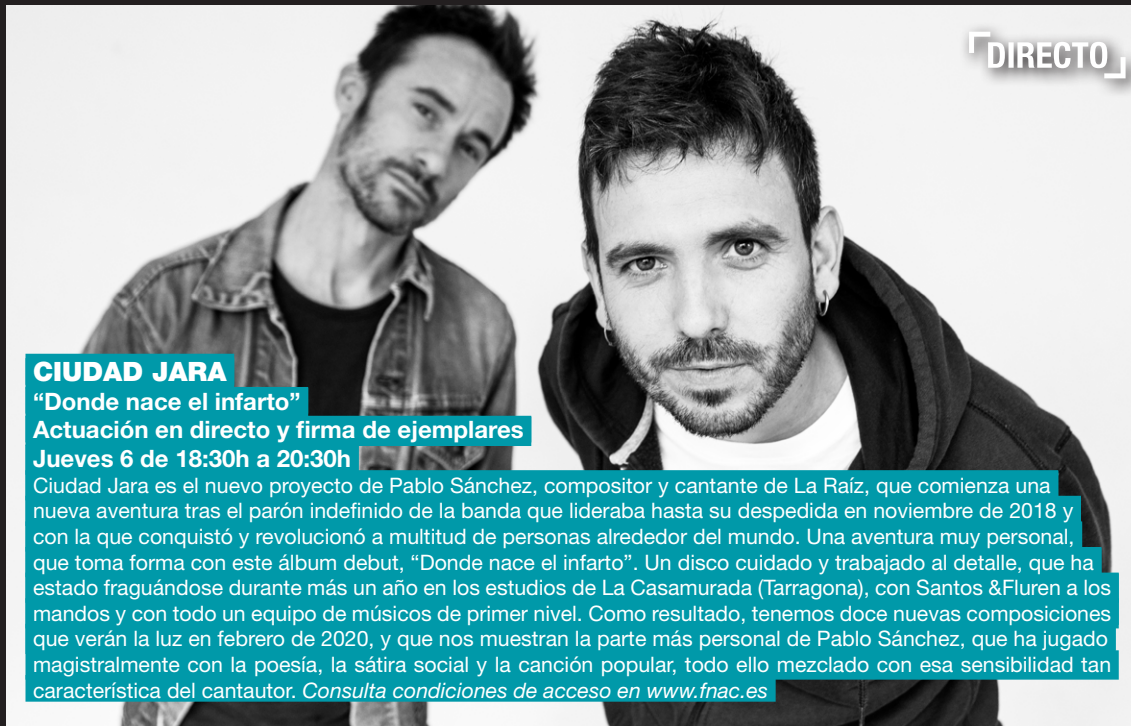 DIRECTO
CIUDAD JARA
“Donde nace el infarto”
Actuación en directo y firma de ejemplares
Jueves 6 de 18:30h a 20:30h
Ciudad Jara es el nuevo proyecto de Pablo Sánchez, compositor y cantante de La Raíz, que comienza una
nueva aventura tras el parón indefinido de la banda que lideraba hasta su despedida en noviembre de 2018 y
con la que conquistó y revolucionó a multitud de personas alrededor del mundo. Una aventura muy personal,
que toma forma con este álbum debut, “Donde nace el infarto”. Un disco cuidado y trabajado al detalle, que ha
estado fraguándose durante más un año en los estudios de La Casamurada (Tarragona), con Santos &Fluren a los
mandos y con todo un equipo de músicos de primer nivel. Como resultado, tenemos doce nuevas composiciones
que verán la luz en febrero de 2020, y que nos muestran la parte más personal de Pablo Sánchez, que ha jugado
magistralmente con la poesía, la sátira social y la canción popular, todo ello mezclado con esa sensibilidad tan
característica del cantautor. Consulta condiciones de acceso en www.fnac.es